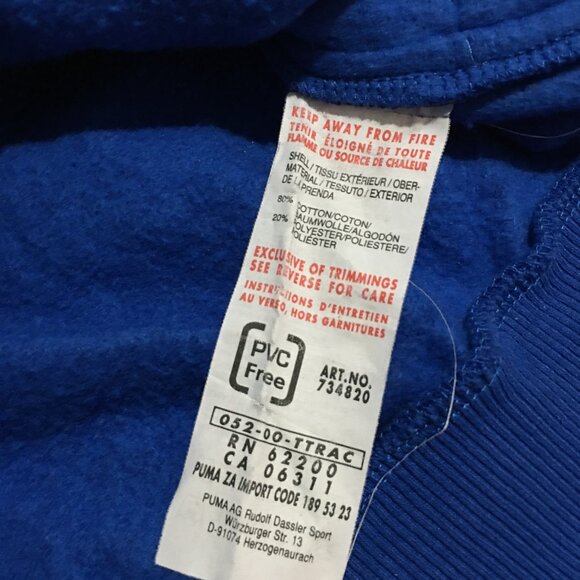 KEEP AWAY FROM FIRE
TENIR ÉLOIGNÉ DE TOUTE
FLAMME OU SOURCE DE CHALEUR
SHELL/TISSU EXTÉRIEUR/OBER-
MATERIAL/TESSUTO/EXTERIOR
DE LA PRENDA
80% COTTON/COTON/
BAUMWOLLE/ALGODÓN
20% POLYESTER/POLIESTERE/
POLIESTER
EXCLUSIVE OF TRIMMINGS
SEE REVERSE FOR CARE
INSTRUCTIONS D'ENTRETIEN
AU VERSO, HORS GARNITURES
PVC
Free
ART.NO.
734820
052-00-TTRAC
RN 62200
CA 06311
PUMA ZA IMPORT CODE 189 53 23
PUMA AG Rudolf Dassler Sport
Würzburger Str. 13
D-91074 Herzogenaurach